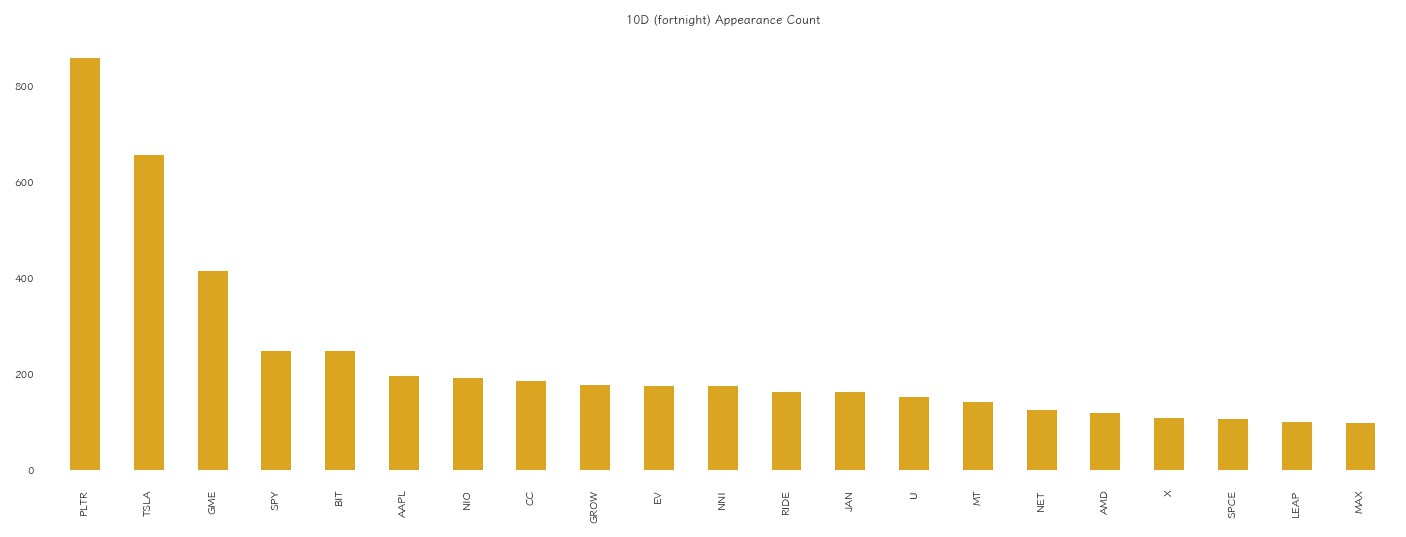 10D (fortnight) Appearance Count
800
600
400
200
0
PLTR
TSLA
GME
SPY
BIT
AAPL
NIO
CC
GROW
EV
NNI
RIDE
JAN
U
MT
NET
AMD
X
SPCE
LEAP
MAX